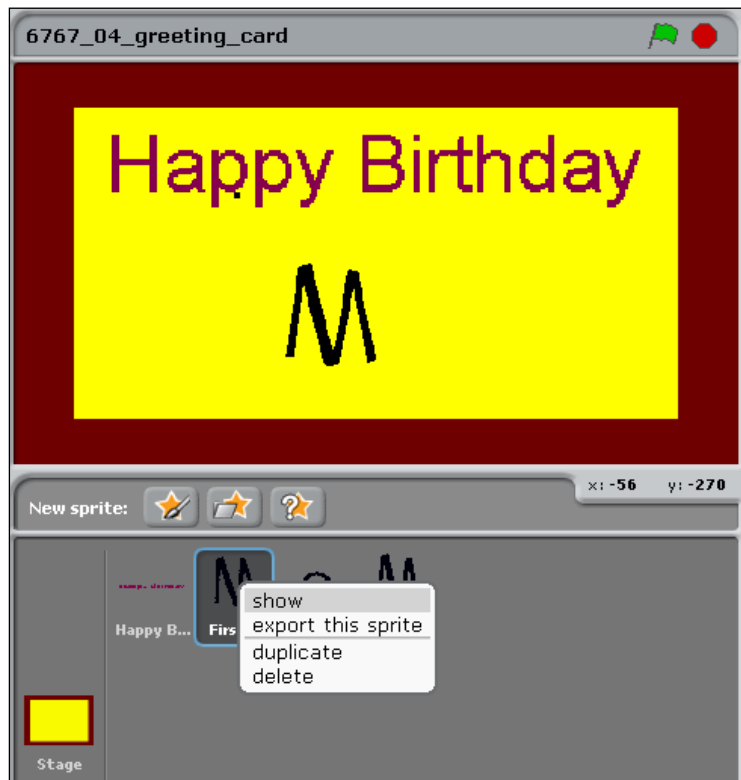 6767_04_greeting_card
Happy Birthday
M
x: -56 y: -270
New sprite:
show
export this sprite
duplicate
delete
Happy B...
Firs
Stage